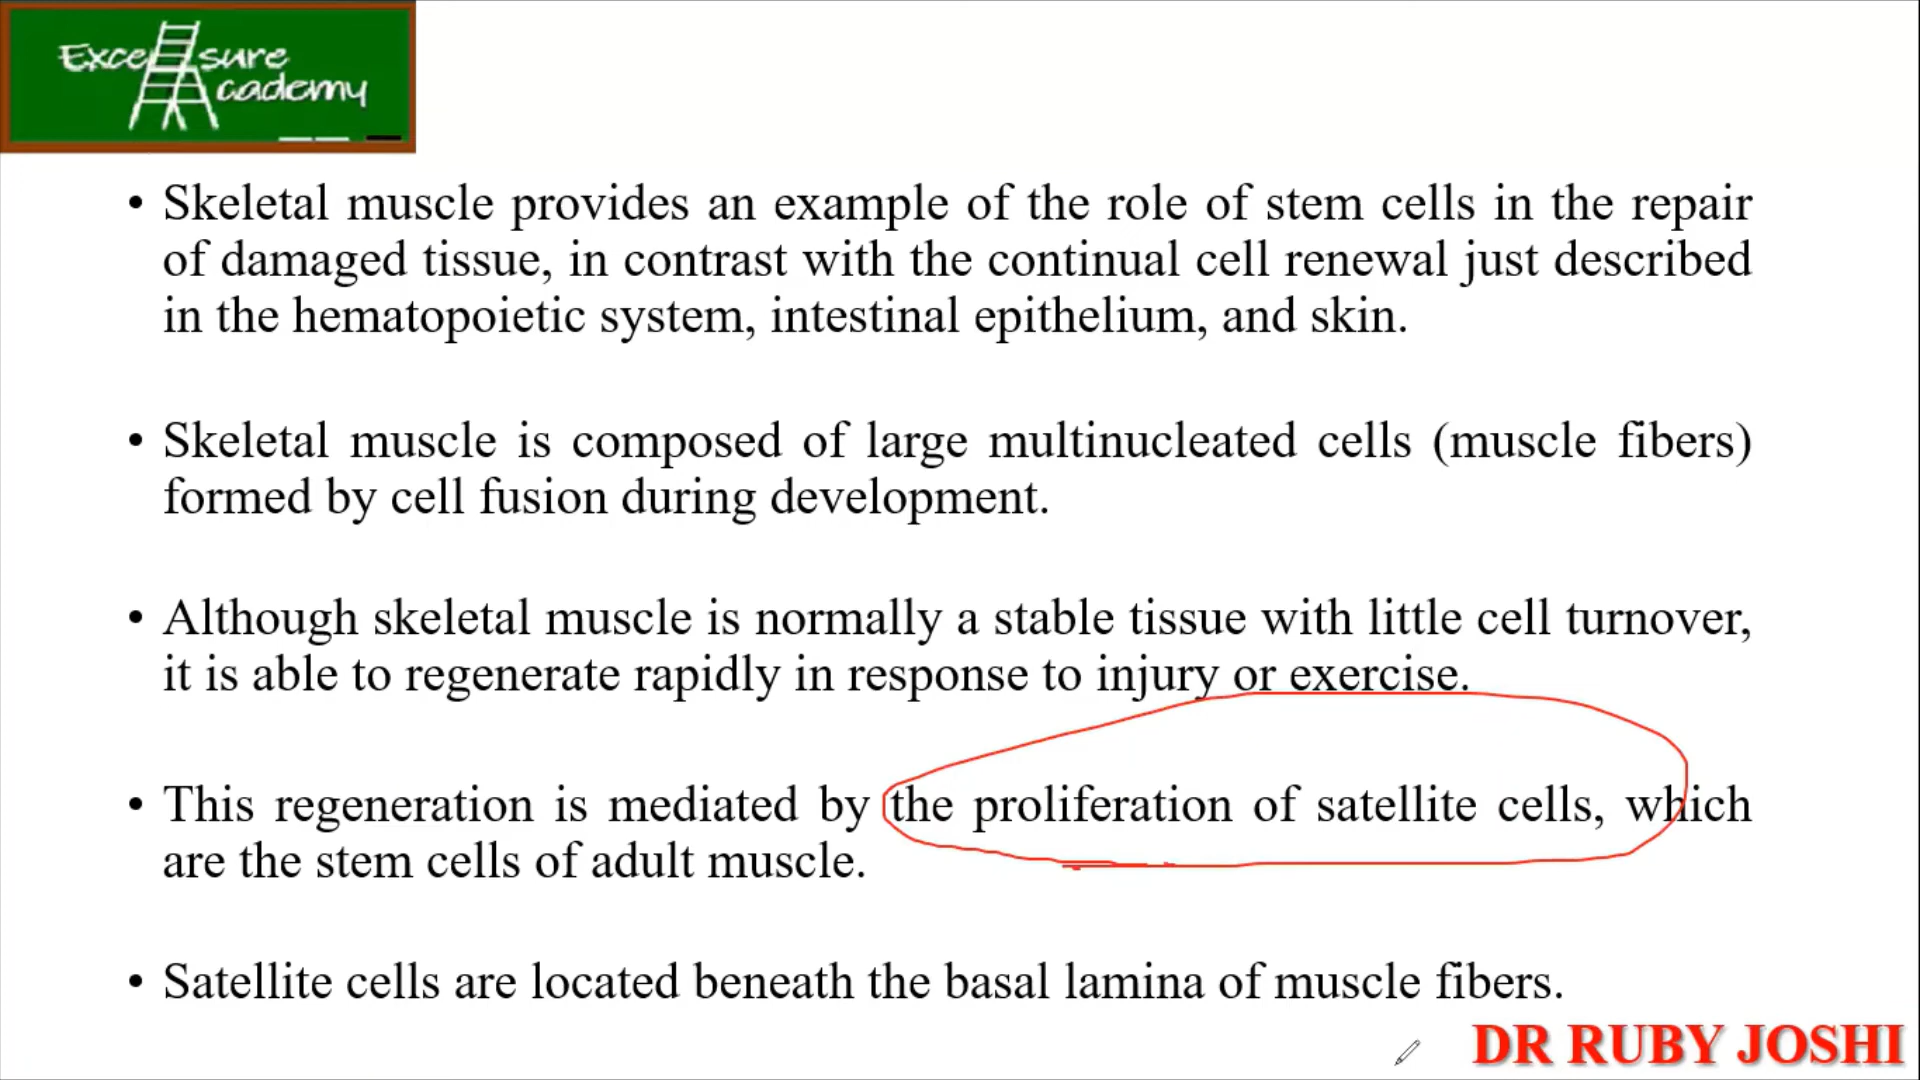 Excel sure
Academy
• Skeletal muscle provides an example of the role of stem cells in the repair
of damaged tissue, in contrast with the continual cell renewal just described
in the hematopoietic system, intestinal epithelium, and skin.
• Skeletal muscle is composed of large multinucleated cells (muscle fibers)
formed by cell fusion during development.
• Although skeletal muscle is normally a stable tissue with little cell turnover,
it is able to regenerate rapidly in response to injury or exercise.
• This regeneration is mediated by the proliferation of satellite cells, which
are the stem cells of adult muscle.
• Satellite cells are located beneath the basal lamina of muscle fibers.
DR RUBY JOSHI